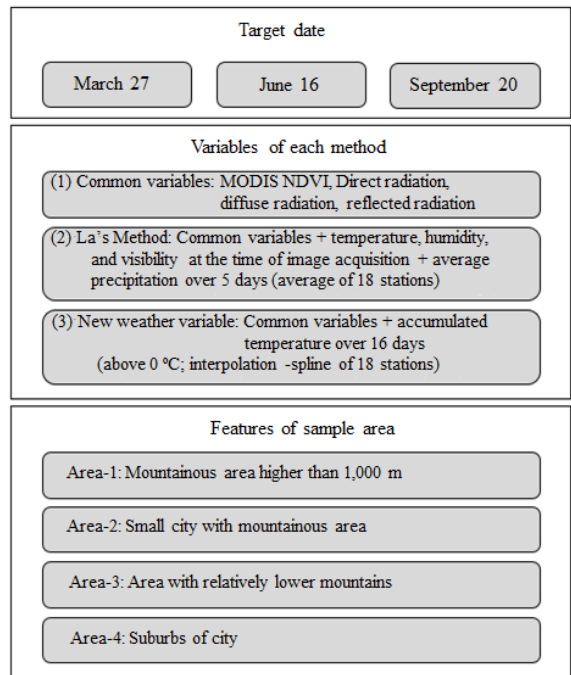 Target date
March 27
June 16
September 20
Variables of each method
(1) Common variables: MODIS NDVI, Direct radiation,
diffuse radiation, reflected radiation
(2) La's Method: Common variables + temperature, humidity,
and visibility at the time of image acquisition + average
precipitation over 5 days (average of 18 stations)
(3) New weather variable: Common variables + accumulated
temperature over 16 days
(above 0 ºC; interpolation -spline of 18 stations)
Features of sample area
Area-1: Mountainous area higher than 1,000 m
Area-2: Small city with mountainous area
Area-3: Area with relatively lower mountains
Area-4: Suburbs of city